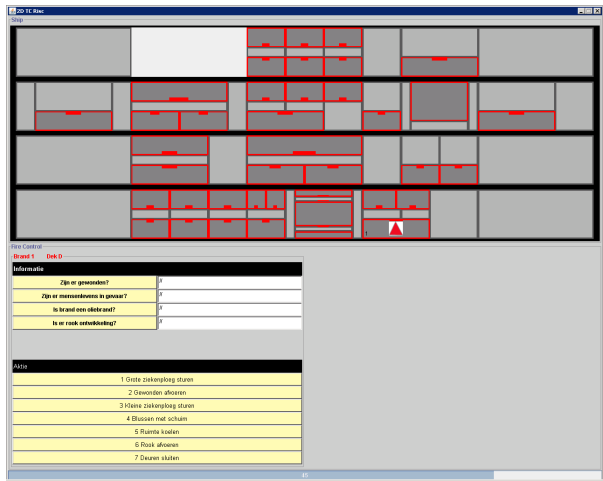 2D TC Risc
Ship
1
Fire Control
Brand 1 Dek D
Informatie
Zijn er gewonden? //
Zijn er mensenlevens in gevaar? //
Is brand een oliebrand? //
Is er rook ontwikkeling? //
Aktie
1 Grote ziekenploeg sturen
2 Gewonden afvoeren
3 Kleine ziekenploeg sturen
4 Blussen met schuim
5 Ruimte koelen
6 Rook afvoeren
7 Deuren sluiten